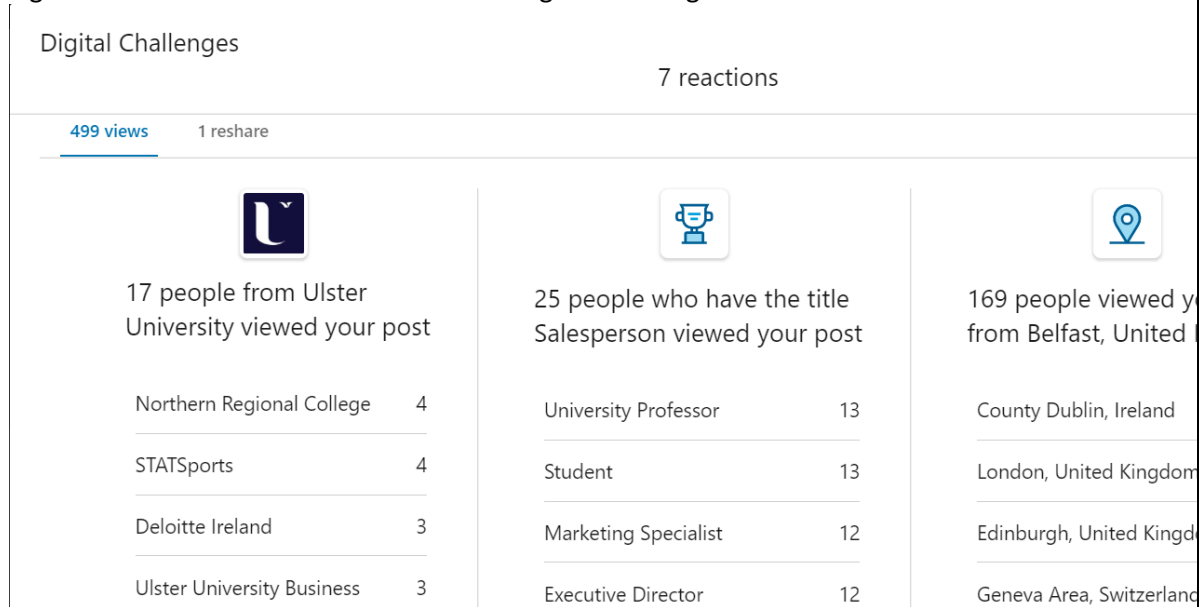 Digital Challenges
7 reactions
499 views 1 reshare
17 people from Ulster
University viewed your post
Northern Regional College 4
STATSports 4
Deloitte Ireland 3
Ulster University Business 3
25 people who have the title
Salesperson viewed your post
University Professor 13
Student 13
Marketing Specialist 12
Executive Director 12
169 people viewed
from Belfast, United
County Dublin, Ireland
London, United Kingdom
Edinburgh, United
Geneva Area,